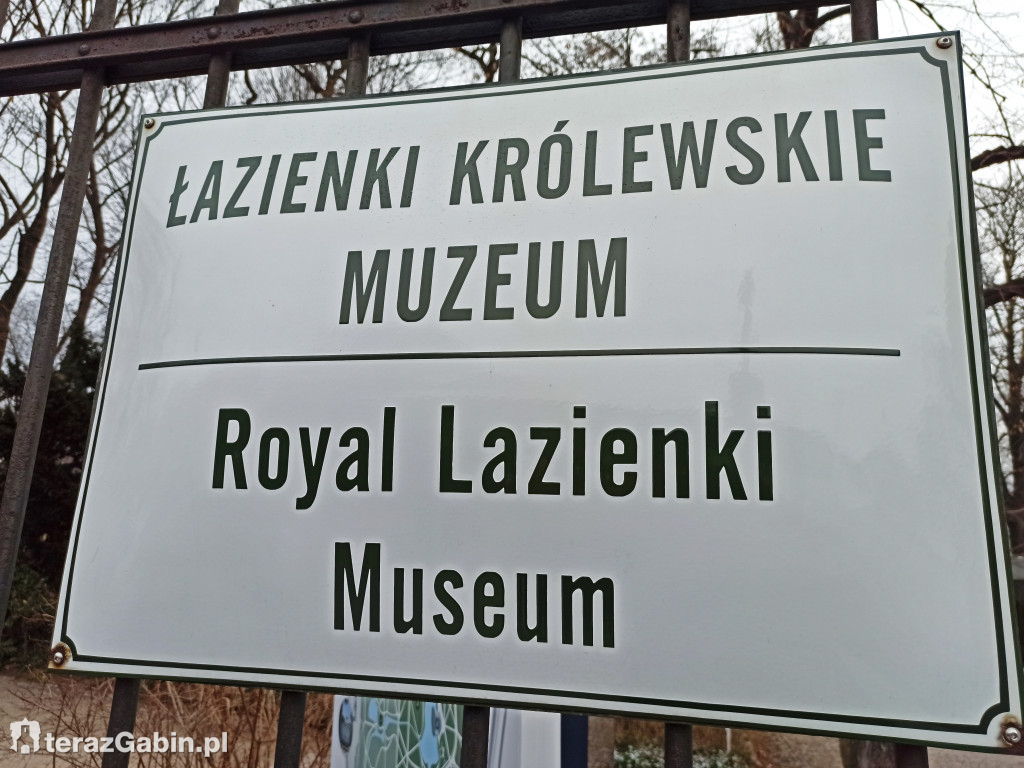 ŁAZIENKI KRÓLEWSKIE
MUZEUM
Royal Lazienki
Museum
terazGabin.pl